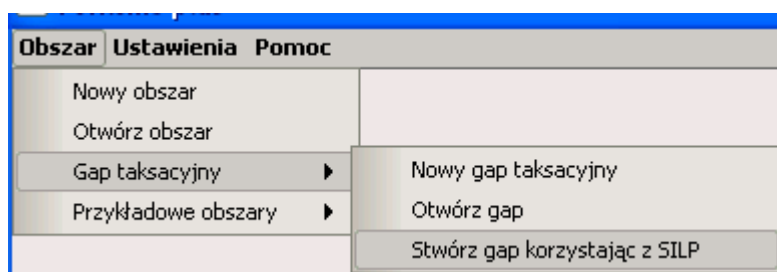 Obszar Ustawienia Pomoc
Nowy obszar
Otwórz obszar
Gap taksacyjny
Przykładowe obszary
Nowy gap taksacyjny
Otwórz gap
Stwórz gap korzystając z SILP